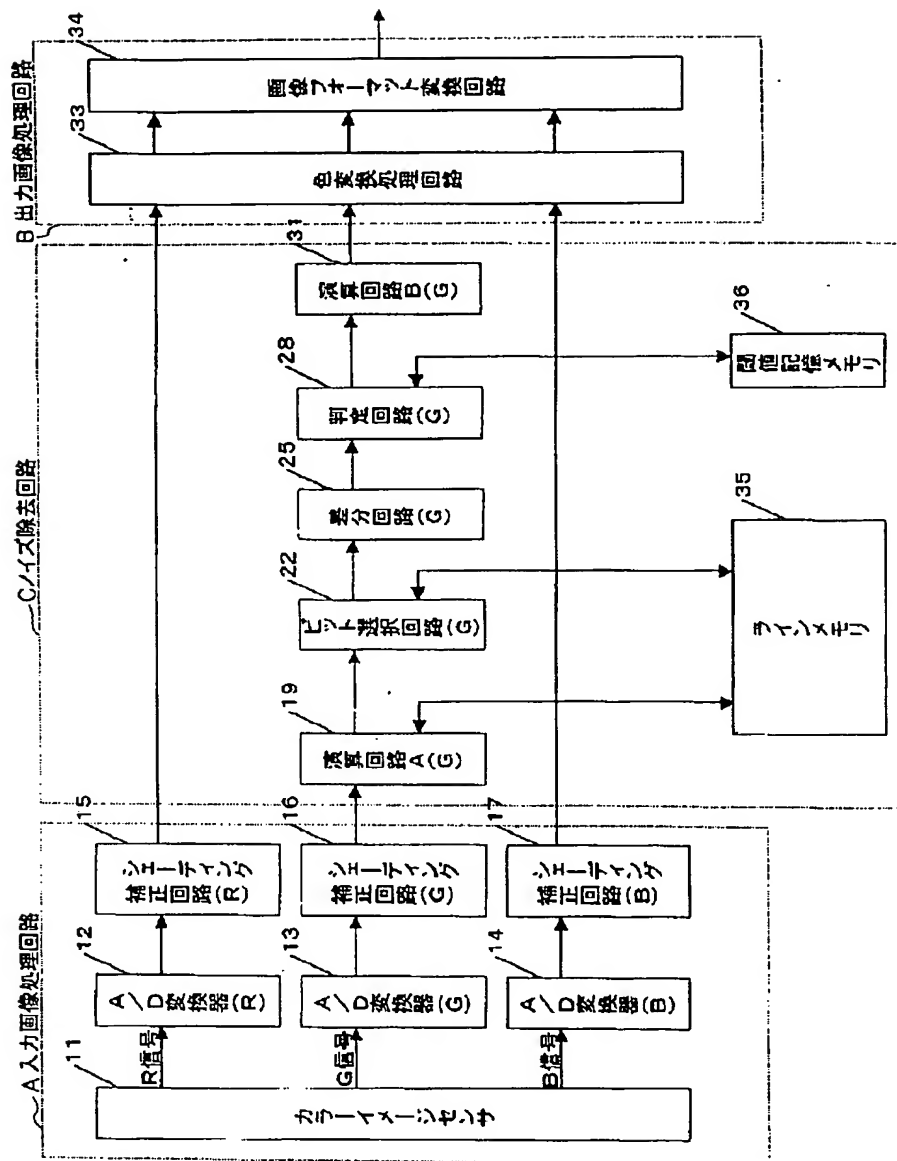 A 入力画像処理回路
11
カラーイメージセンサ
R信号
G信号
B信号
12
A/D変換器(R)
13
A/D変換器(G)
14
A/D変換器(B)
15
シェーディング
補正回路(R)
16
シェーディング
補正回路(G)
17
シェーディング
補正回路(B)
Cノイズ除去回路
19
演算回路A(G)
22
ビット選択回路(G)
25
差分回路(G)
28
判定回路(G)
31
演算回路B(G)
35
ラインメモリ
36
閾値記憶メモリ
B 出力画像処理回路
33
色変換処理回路
34
画像フォーマット変換回路